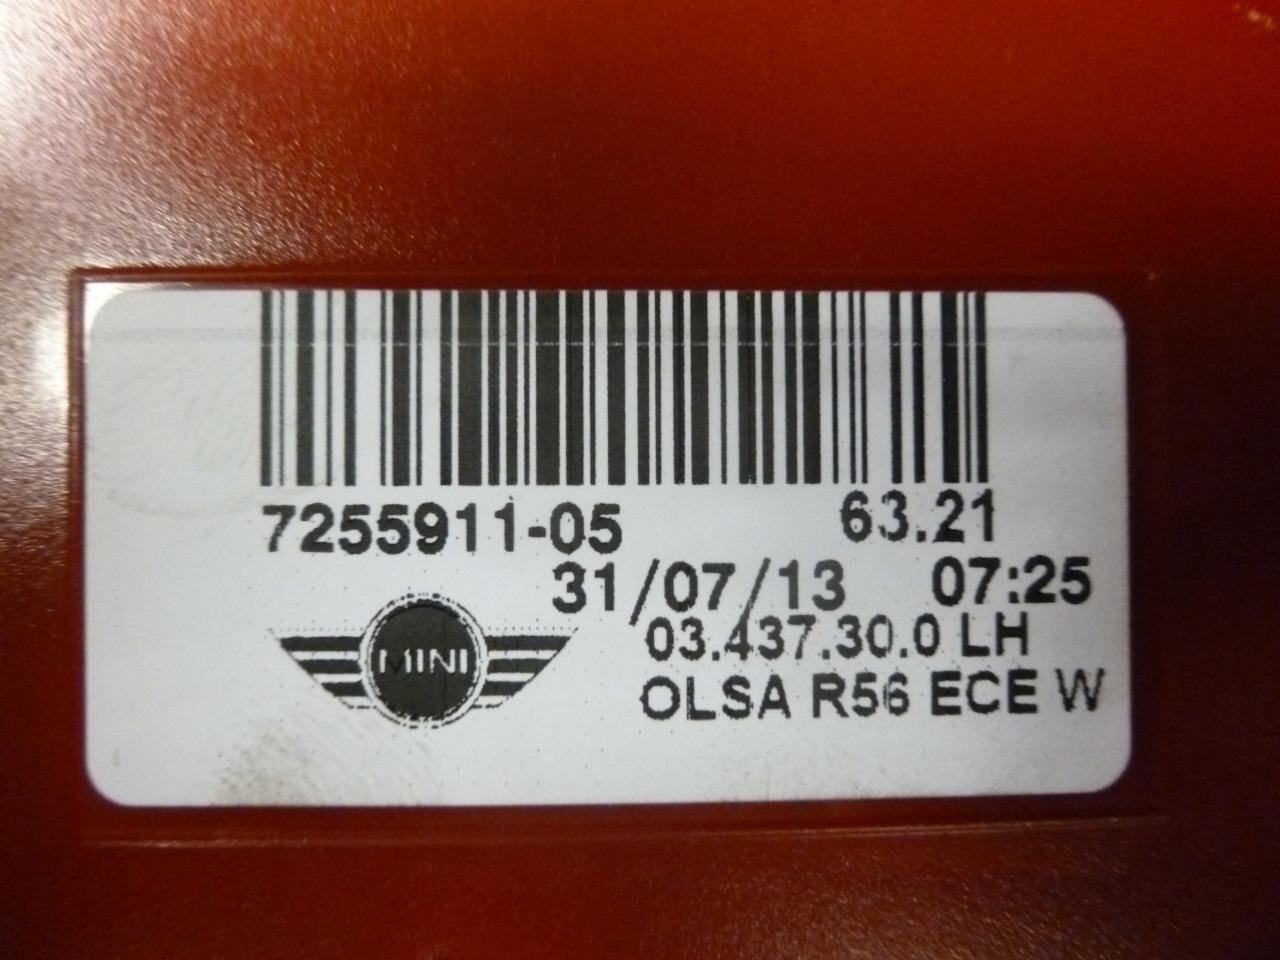 7255911-05 63.21
31/07/13 07:25
03.437.30.0 LH
MINI
OLSA R56 ECE W